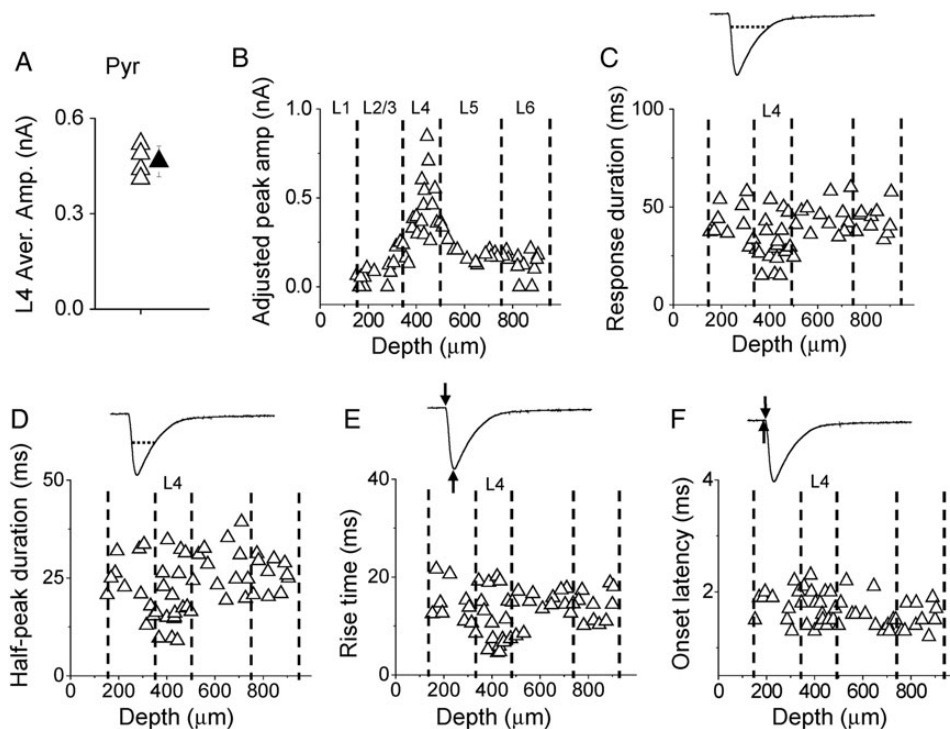 A
Pyr
L4 Aver. Amp. (nA)
0.6
0.3
0.0
B
Adjusted peak amp (nA)
L1 L2/3 L4 L5 L6
1.0
0.5
0.0
0 200 400 600 800
Depth (μm)
C
Response duration (ms)
L4
100
50
0
0 200 400 600 800
Depth (μm)
D
Half-peak duration (ms)
L4
50
25
0
0 200 400 600 800
Depth (μm)
E
Rise time (ms)
L4
40
20
0
0 200 400 600 800
Depth (μm)
F
Onset latency (ms)
L4
4
2
0 200 400 600 800
Depth (μm)